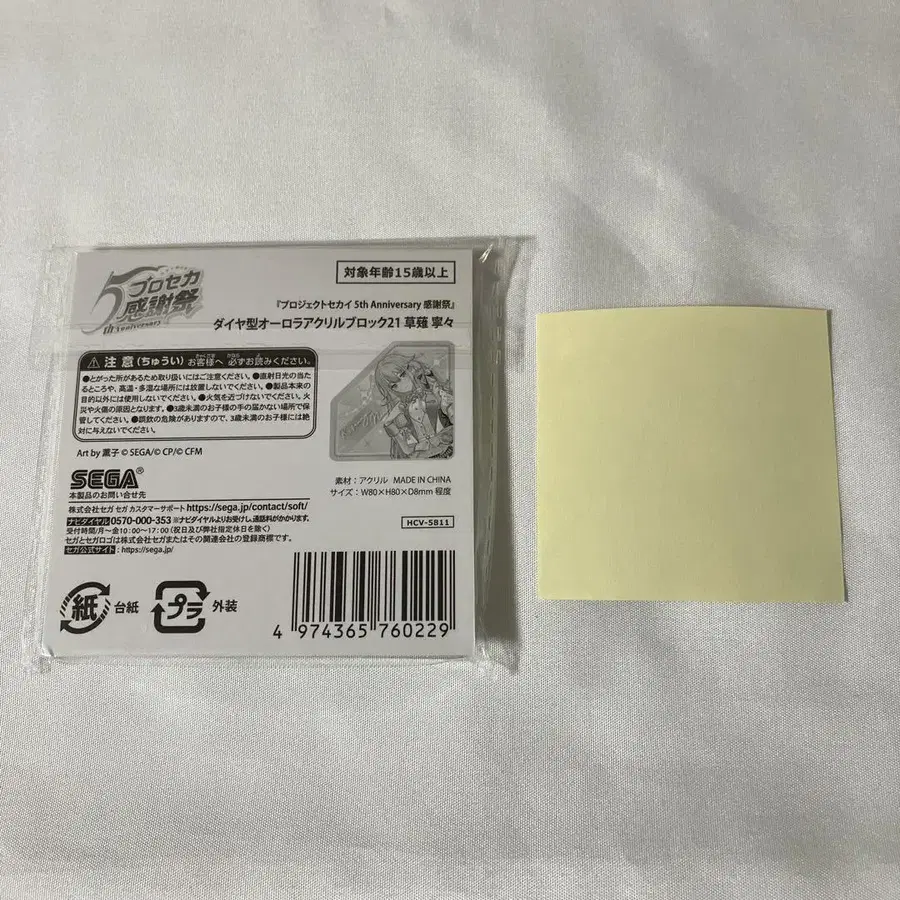 5
プロセカ
感謝祭
th Anniversary
対象年齢15歳以上
『プロジェクトセカイ 5th Anniversary 感謝祭』
ダイヤ型オーロラアクリルブロック21 草薙 寧々
注意(ちゅうい) お客様へ 必ずお読みください。
●とがった所があるため取り扱いにはご注意ください。●直射日光の当
たるところや、高温・多湿な場所には放置しないでください。●製品本来の
目的以外には使用しないでください。●火気を近づけないでください。火
災や火傷の原因となります。●3歳未満のお子様の手の届かない場所で保
管してください。●誤飲の危険がありますので、3歳未満のお子様には絶
対に与えないでください。
Art by 薫子 © SEGA/© CP/© CFM
SEGA®
本製品のお問い合せ先
株式会社セガ セガ カスタマーサポート https://sega.jp/contact/soft/
ナビダイヤル 0570-000-353 ※ナビダイヤルよりお受けし、通話料がかかります。
受付時間/月〜金10:00〜17:00(祝日及び弊社指定休日を除く)
セガとセガロゴは株式会社セガまたはその関連会社の登録商標です。
セガ公式サイト:https://sega.jp/
素材:アクリル MADE IN CHINA
サイズ:W80×H80×D8mm 程度
HCV-5811
紙 台紙
プラ 外装
4 974365 760229